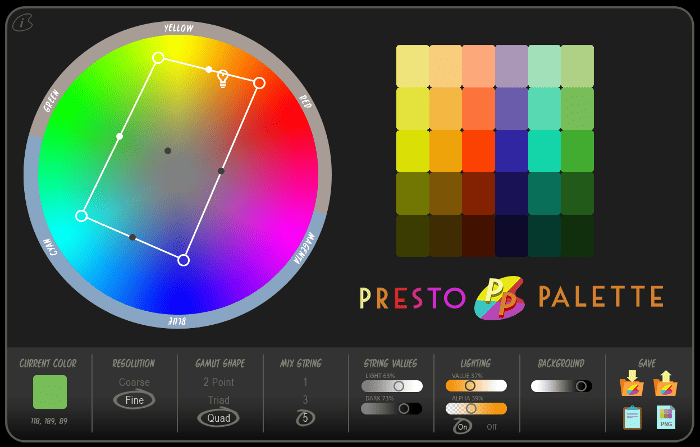 YELLOW
GREEN
RED
CYAN
MAGENTA
BLUE
PRESTO PP PALETTE
CURRENT COLOR
118, 189, 89
RESOLUTION
Coarse
Fine
GAMUT SHAPE
2 Point
Triad
Quad
MIX STRING
1
3
5
STRING VALUES
LIGHT 65%
DARK 73%
LIGHTING
VALUE 37%
ALPHA 39%
On Off
BACKGROUND
SAVE
PNG